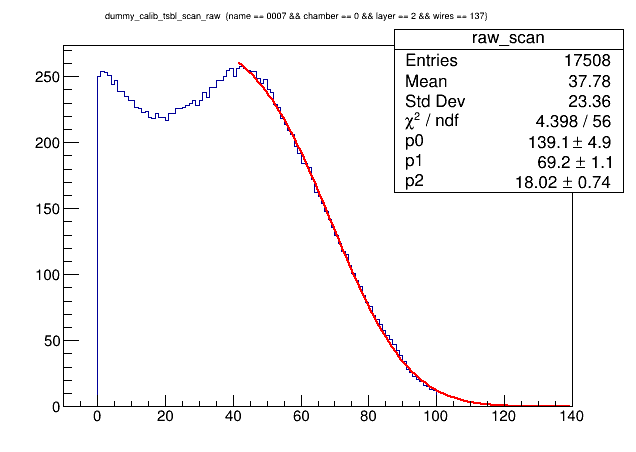 dummy_calib_tsbl_scan_raw (name == 0007 && chamber == 0 && layer == 2 && wires == 137)
raw_scan
Entries 17508
Mean 37.78
Std Dev 23.36
χ² / ndf 4.398 / 56
p0 139.1 ± 4.9
p1 69.2 ± 1.1
p2 18.02 ± 0.74
250
200
150
100
50
0
0 20 40 60 80 100 120 140